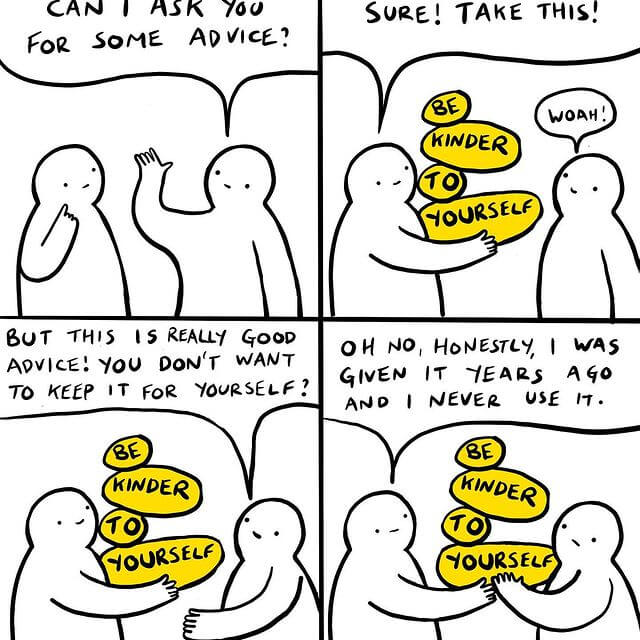 CAN I ASK YOU
FOR SOME ADVICE?
SURE! TAKE THIS!
BE
KINDER
TO
YOURSELF
WOAH!
BUT THIS IS REALLY GOOD
ADVICE! YOU DON'T WANT
TO KEEP IT FOR YOURSELF?
BE
KINDER
TO
YOURSELF
OH NO, HONESTLY, I WAS
GIVEN IT YEARS AGO
AND I NEVER USE IT.
BE
KINDER
TO
YOURSELF